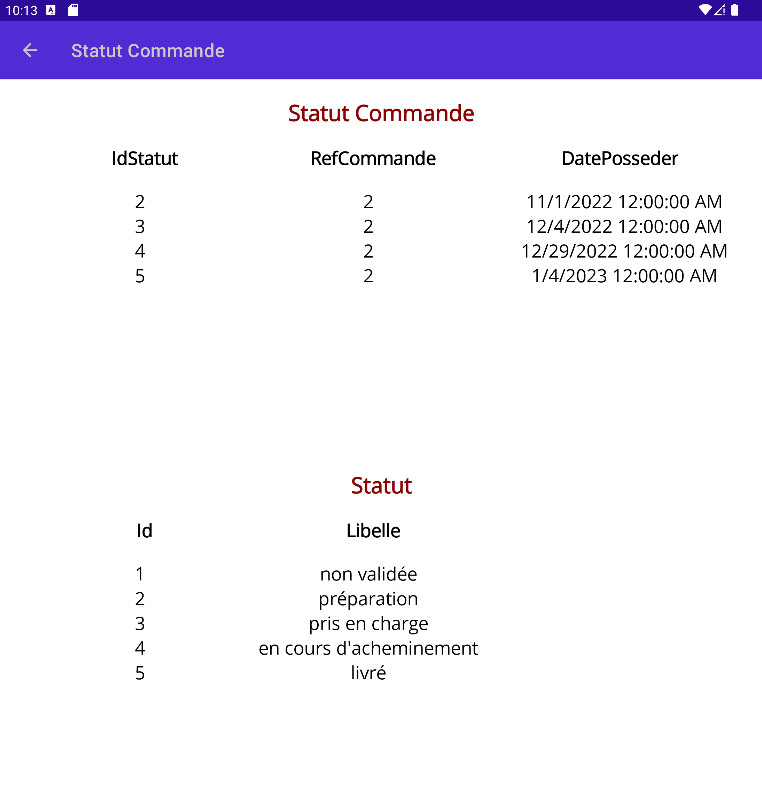 10:13
Statut Commande
Statut Commande
IdStatut RefCommande DatePosseder
2 2 11/1/2022 12:00:00 AM
3 2 12/4/2022 12:00:00 AM
4 2 12/29/2022 12:00:00 AM
5 2 1/4/2023 12:00:00 AM
Statut
Id Libelle
1 non validée
2 préparation
3 pris en charge
4 en cours d'acheminement
5 livré